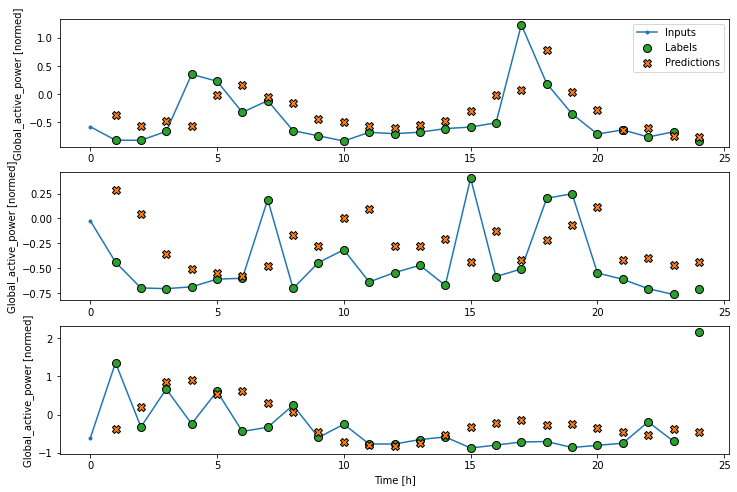 Global_active_power [normed]
1.0
0.5
0.0
−0.5
Inputs
Labels
Predictions
0 5 10 15 20 25
Global_active_power [normed]
0.25
0.00
−0.25
−0.50
−0.75
0 5 10 15 20 25
Global_active_power [normed]
2
1
0
−1
0 5 10 15 20 25
Time [h]